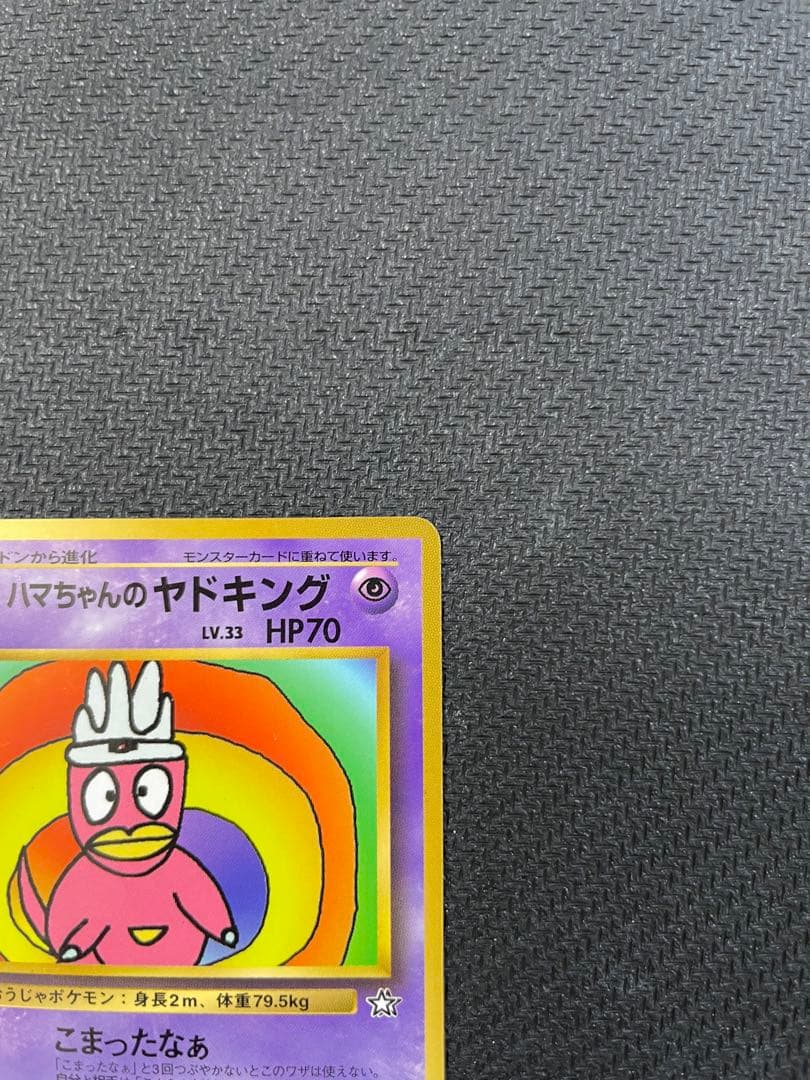 ドンから進化 モンスターカードに重ねて使います。
ハマちゃんのヤドキング
LV.33 HP70
うじゃポケモン：身長2m、体重79.5kg
こまったなぁ
「こまったなぁ」と3回つぶやかないとこのワザは使えない。